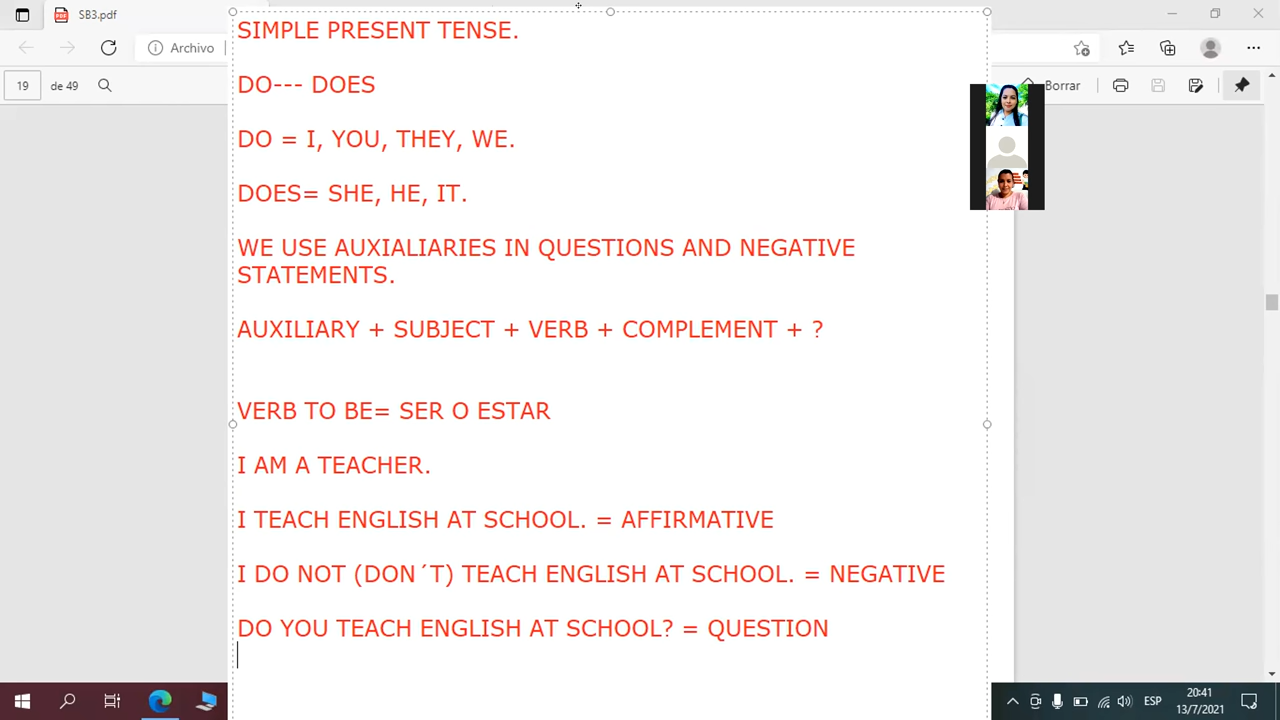 SB3.pdf
Archivo
19 de 49
Borrar
SIMPLE PRESENT TENSE.
DO--- DOES
DO = I, YOU, THEY, WE.
DOES= SHE, HE, IT.
WE USE AUXIALIARIES IN QUESTIONS AND NEGATIVE
STATEMENTS.
AUXILIARY + SUBJECT + VERB + COMPLEMENT + ?
VERB TO BE= SER O ESTAR
I AM A TEACHER.
I TEACH ENGLISH AT SCHOOL. = AFFIRMATIVE
I DO NOT (DON´T) TEACH ENGLISH AT SCHOOL. = NEGATIVE
DO YOU TEACH ENGLISH AT SCHOOL? = QUESTION
ESP
20:41
13/7/2021